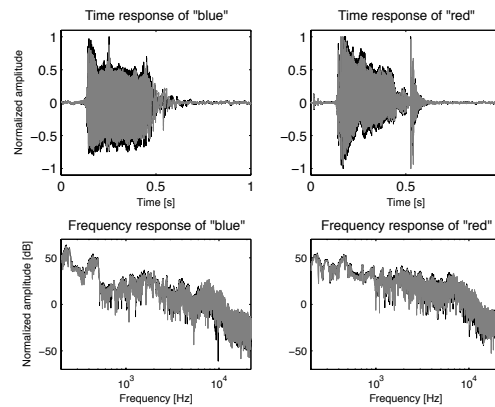 Time response of "blue"
Time response of "red"
Normalized amplitude
1
0.5
0
−0.5
−1
0
0.5
1
Time [s]
1
0.5
0
−0.5
−1
0
0.5
Time [s]
Frequency response of "blue"
Frequency response of "red"
Normalized amplitude [dB]
50
0
−50
10³
10⁴
Frequency [Hz]
50
0
−50
10³
10⁴
Frequency [Hz]